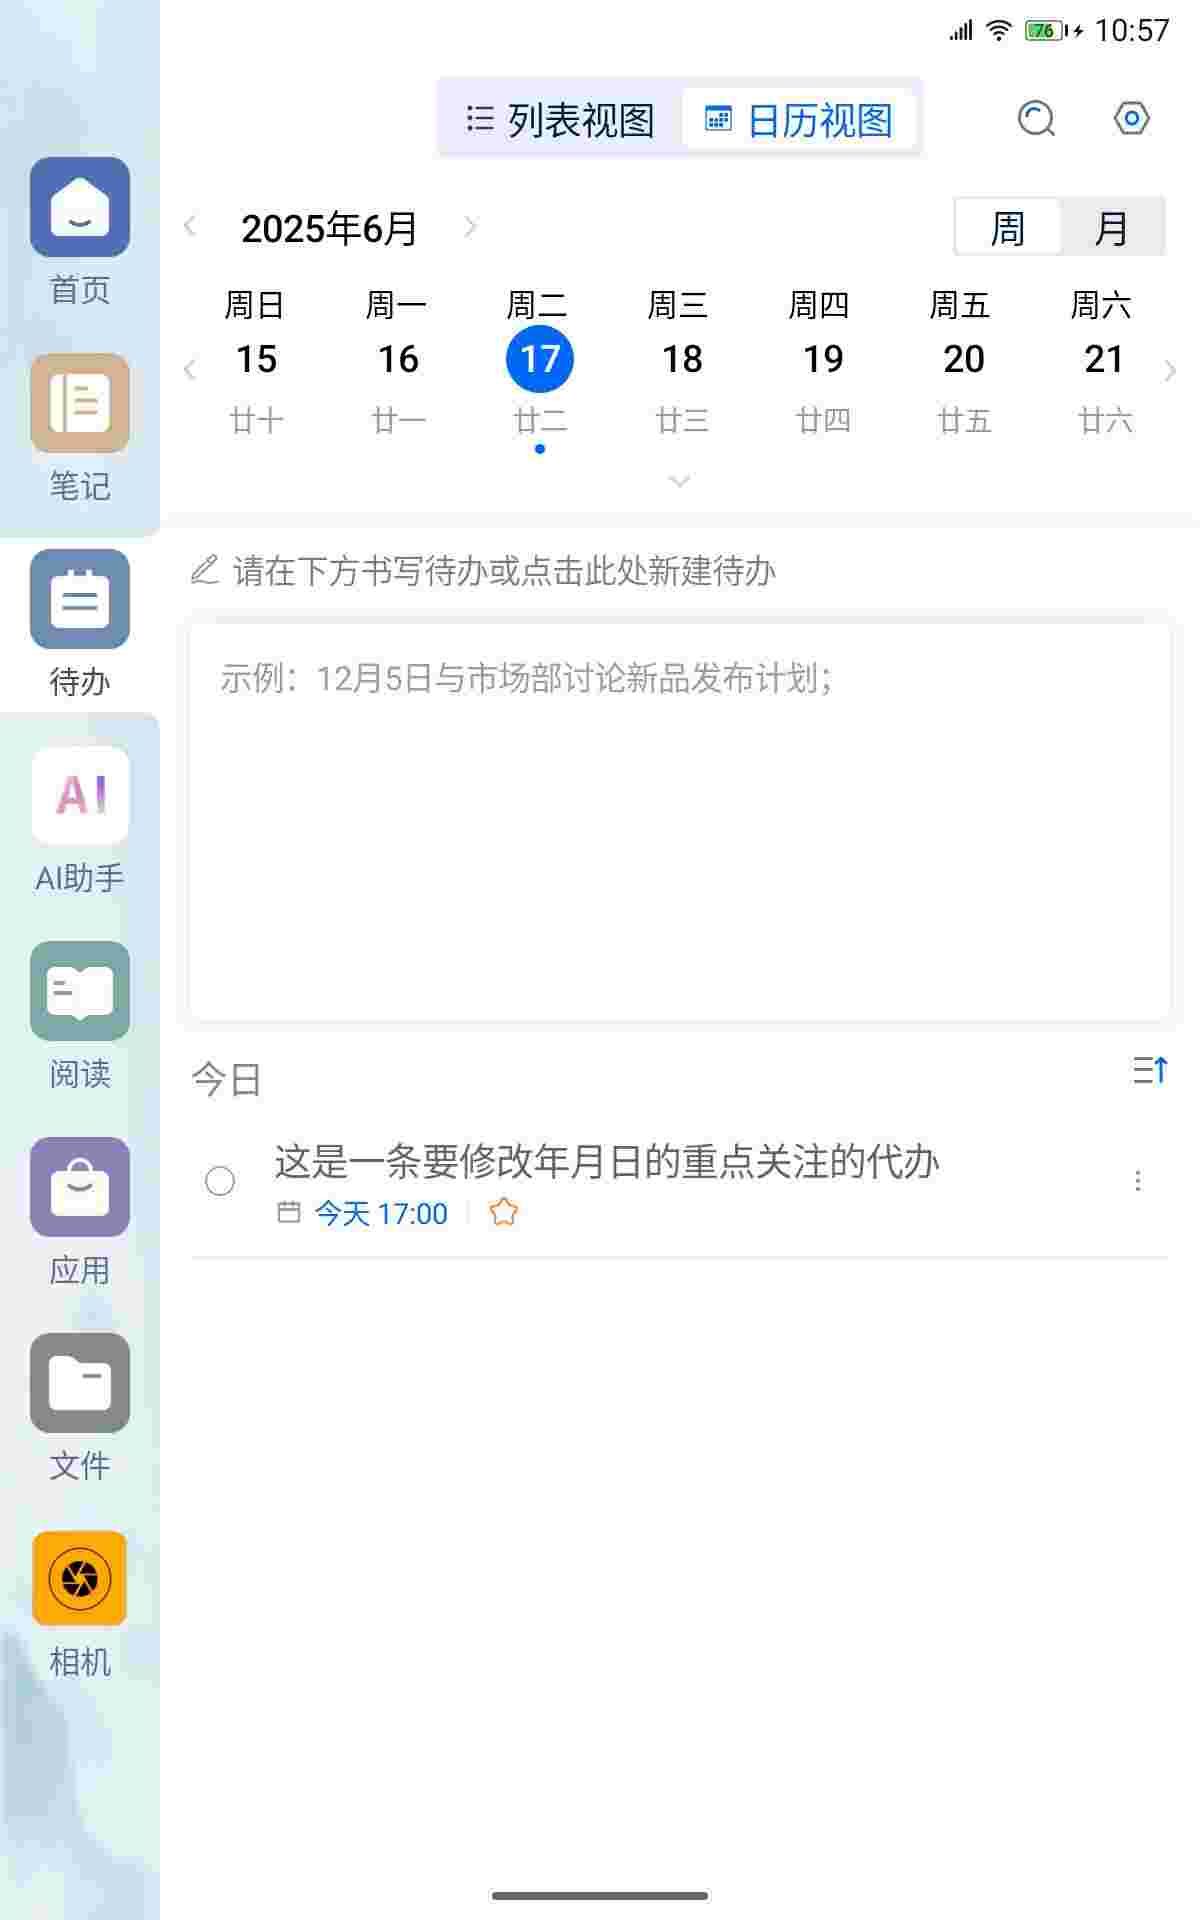 76 10:57
列表视图 日历视图
2025年6月 周 月
周日 周一 周二 周三 周四 周五 周六
15 16 17 18 19 20 21
廿十 廿一 廿二 廿三 廿四 廿五 廿六
请在下方书写待办或点击此处新建待办
示例：12月5日与市场部讨论新品发布计划；
今日
这是一条要修改年月日的重点关注的代办
今天 17:00
首页
笔记
待办
AI
AI助手
阅读
应用
文件
相机